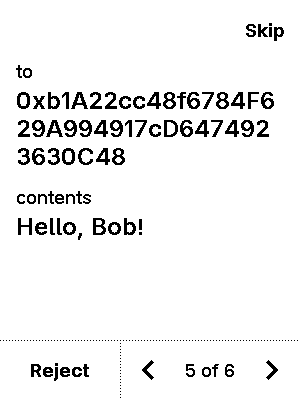 Skip
to
0xb1A22cc48f6784F6
29A994917cD647492
3630C48
contents
Hello, Bob!
Reject
5 of 6